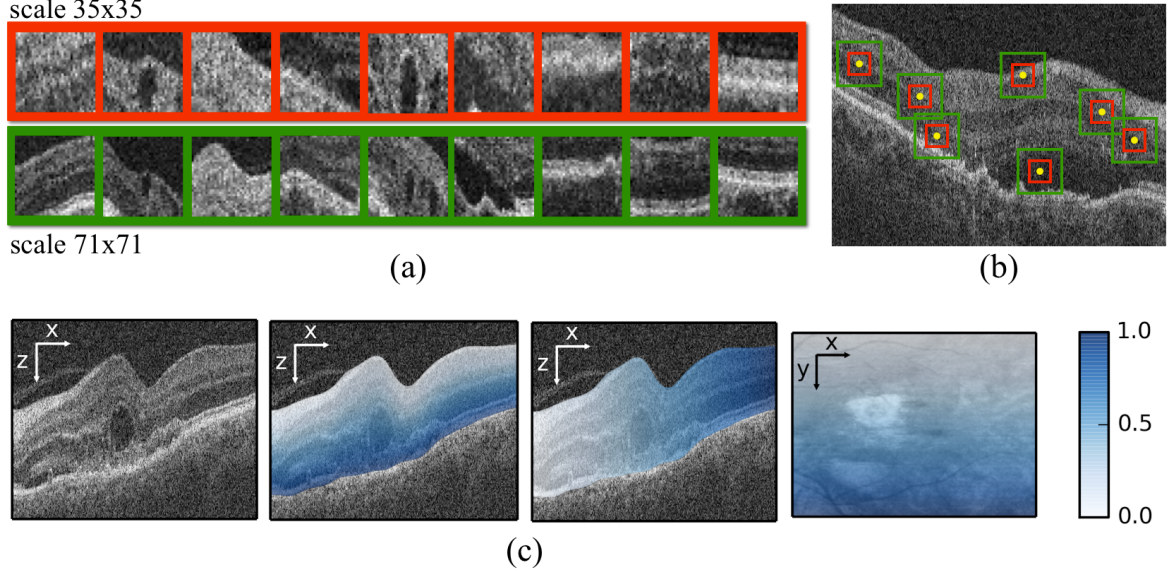 scale 35x35
scale 71x71
(a)
(b)
x
z
x
z
x
z
x
y
1.0
0.5
0.0
(c)